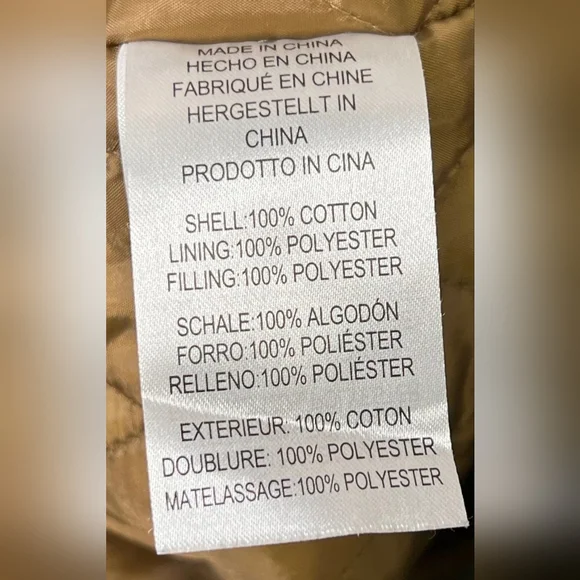 MADE IN CHINA
HECHO EN CHINA
FABRIQUÉ EN CHINE
HERGESTELLT IN
CHINA
PRODOTTO IN CINA
SHELL:100% COTTON
LINING:100% POLYESTER
FILLING:100% POLYESTER
SCHALE:100% ALGODÓN
FORRO:100% POLIÉSTER
RELLENO:100% POLIÉSTER
EXTERIEUR: 100% COTON
DOUBLURE: 100% POLYESTER
MATELASSAGE:100% POLYESTER